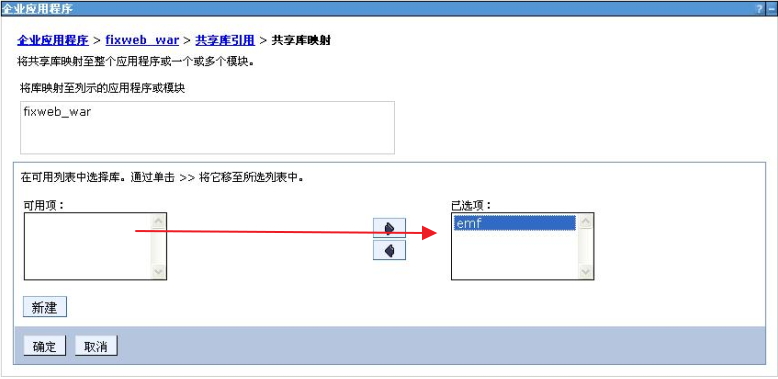 企业应用程序 ? -
企业应用程序 > fixweb_war > 共享库引用 > 共享库映射
将共享库映射至整个应用程序或一个或多个模块。
将库映射至列示的应用程序或模块
fixweb_war
在可用列表中选择库。通过单击 >> 将它移至所选列表中。
可用项： 已选项：
emf
新建
确定 取消